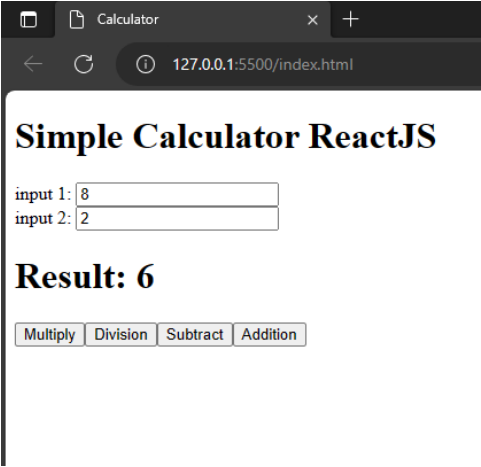 Calculator
127.0.0.1:5500/index.html
Simple Calculator ReactJS
input 1: 8
input 2: 2
Result: 6
Multiply Division Subtract Addition